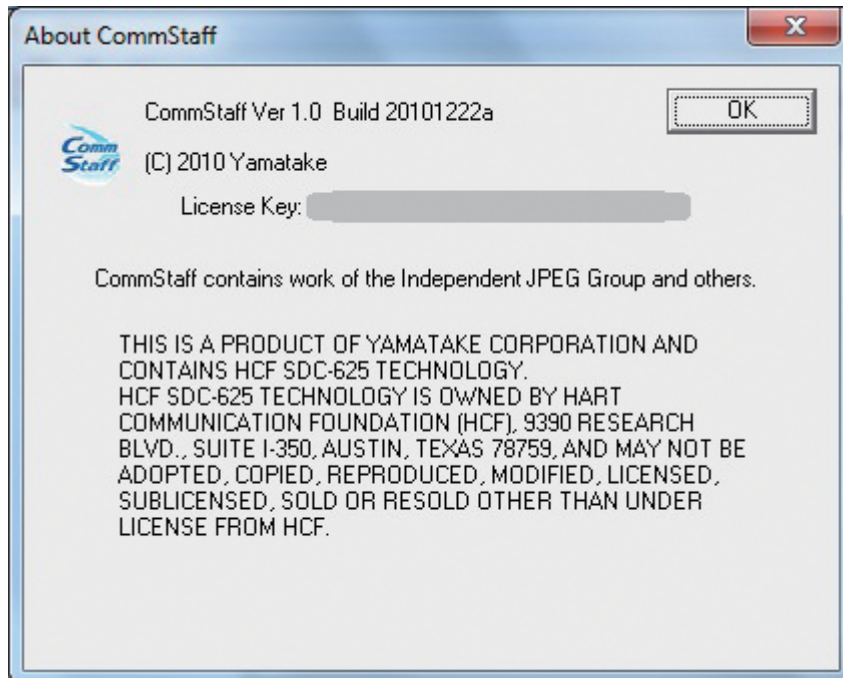 About CommStaff
CommStaff Ver 1.0 Build 20101222a
OK
Comm
Staff
(C) 2010 Yamatake
License Key:
CommStaff contains work of the Independent JPEG Group and others.
THIS IS A PRODUCT OF YAMATAKE CORPORATION AND
CONTAINS HCF SDC-625 TECHNOLOGY.
HCF SDC-625 TECHNOLOGY IS OWNED BY HART
COMMUNICATION FOUNDATION (HCF), 9390 RESEARCH
BLVD., SUITE I-350, AUSTIN, TEXAS 78759, AND MAY NOT BE
ADOPTED, COPIED, REPRODUCED, MODIFIED, LICENSED,
SUBLICENSED, SOLD OR RESOLD OTHER THAN UNDER
LICENSE FROM HCF.